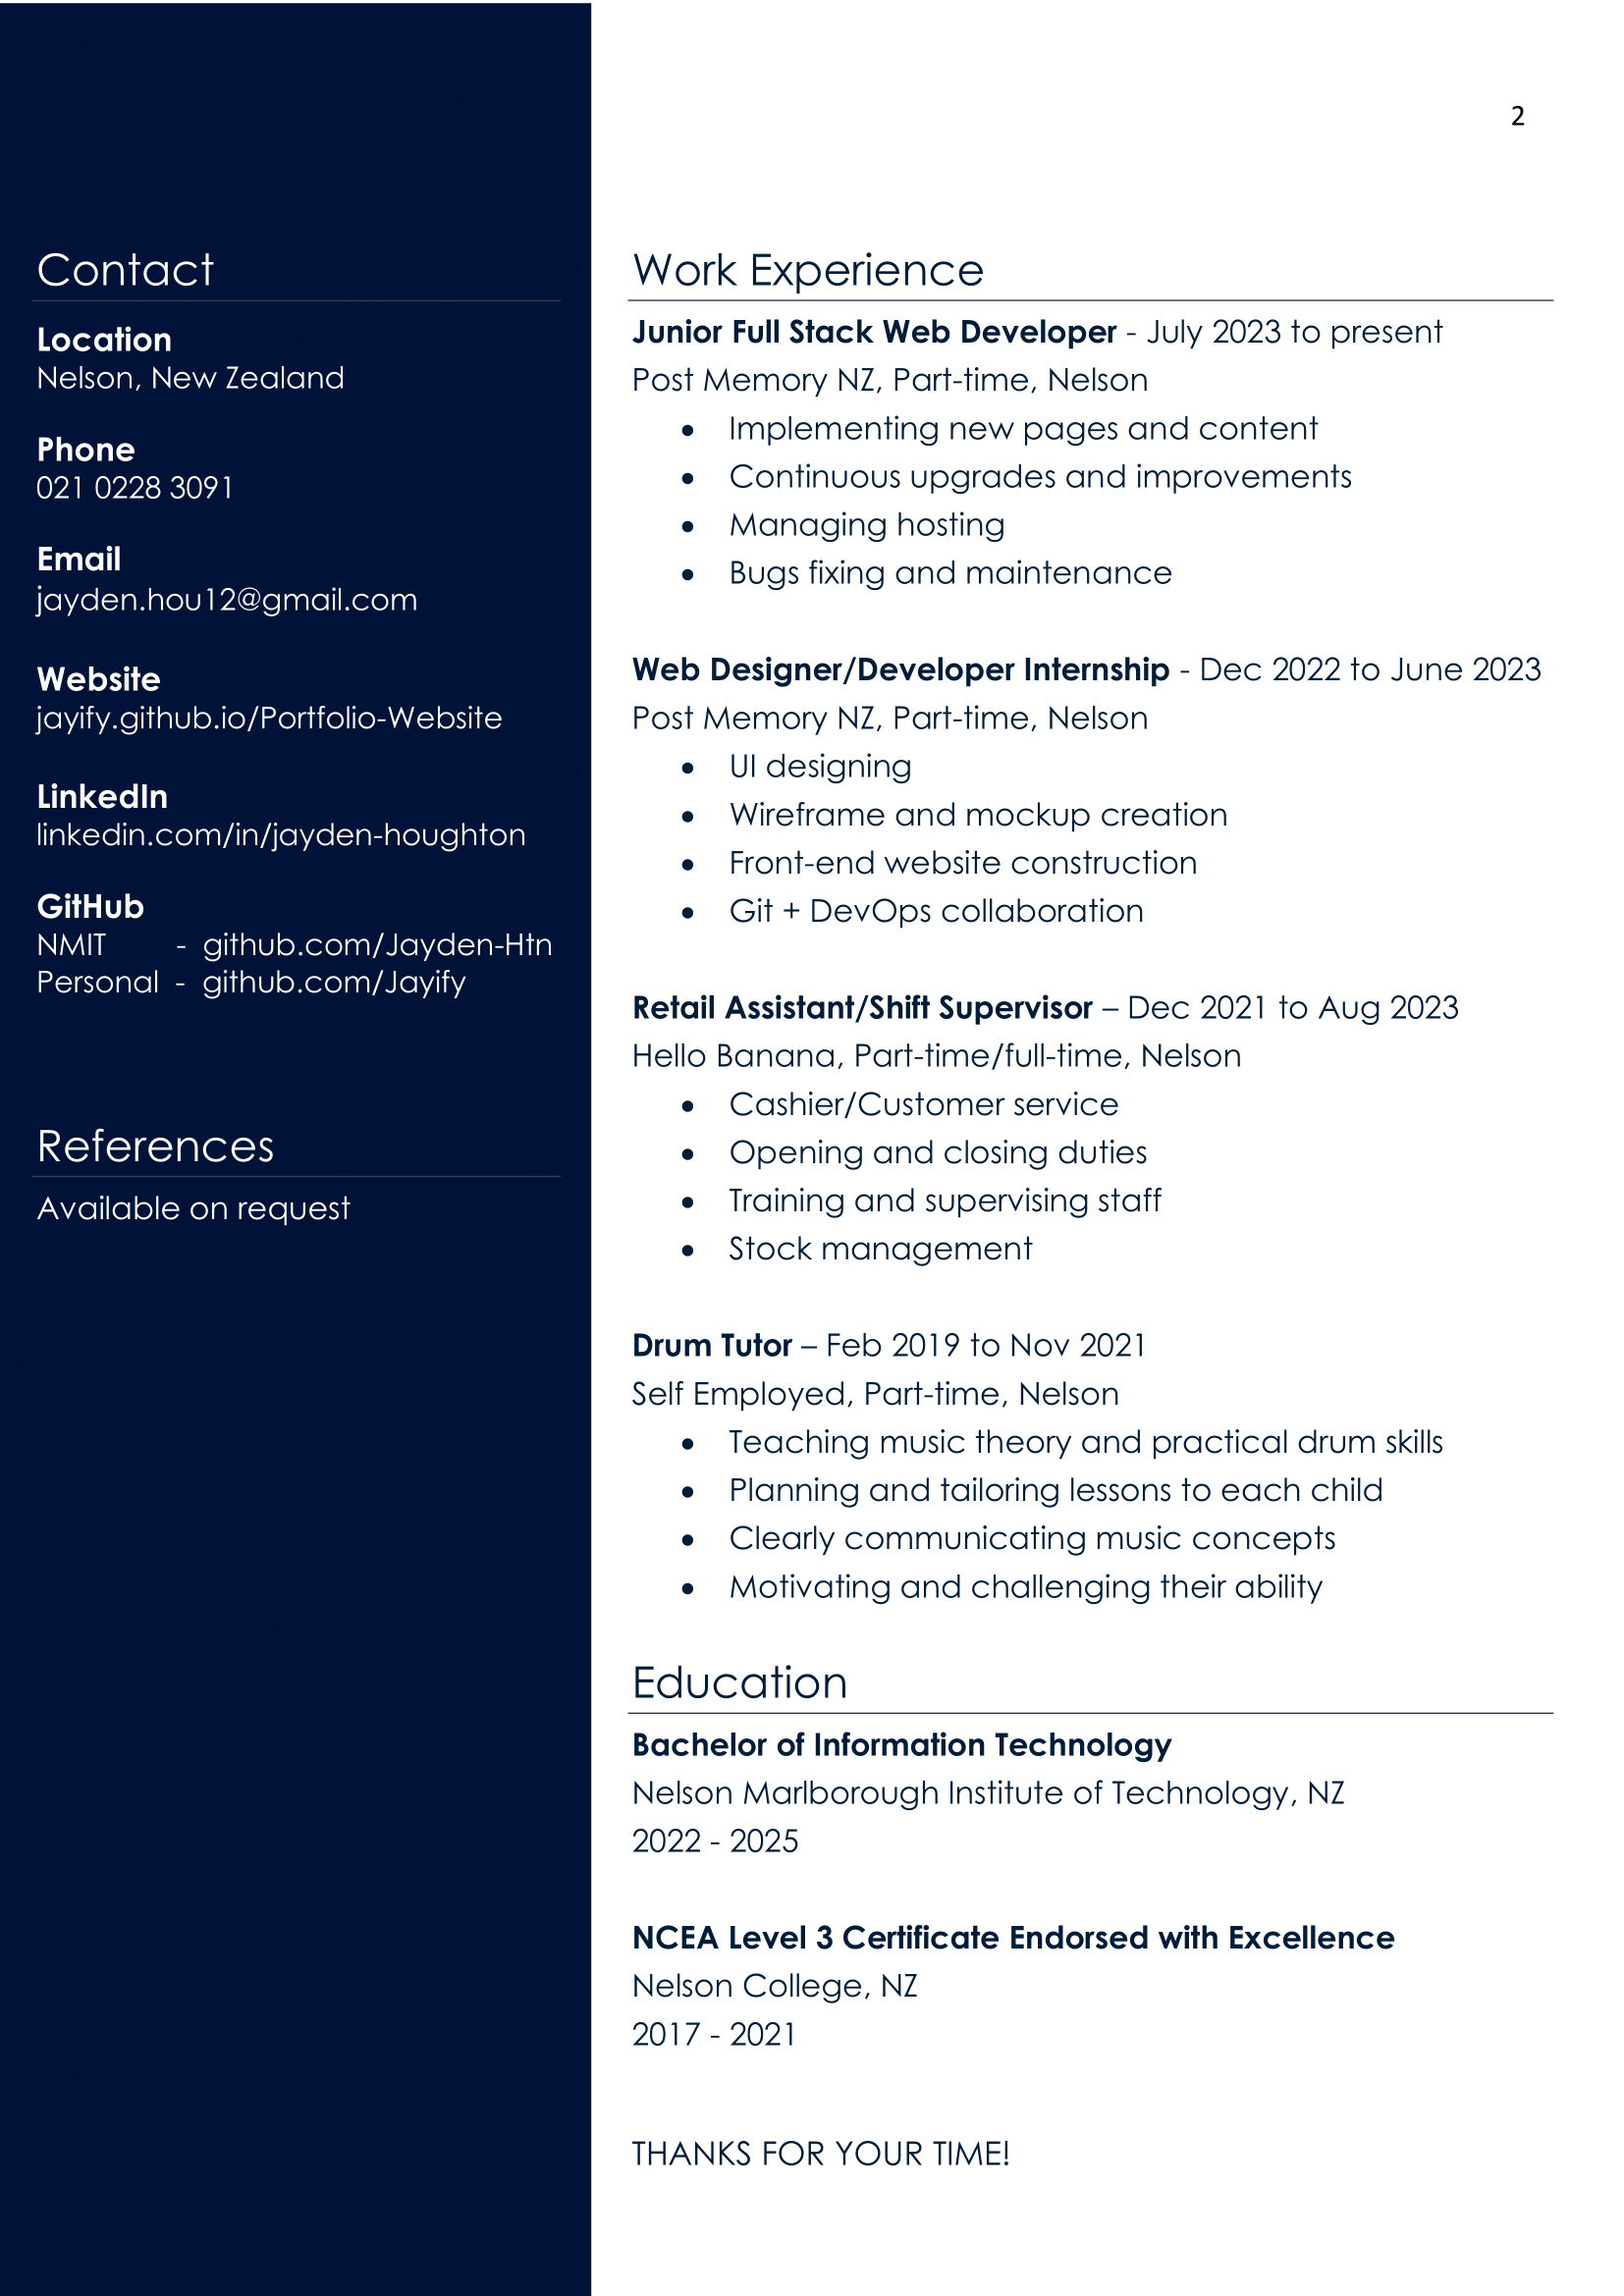 2
Contact
Location
Nelson, New Zealand
Phone
021 0228 3091
Email
jayden.hou12@gmail.com
Website
jayify.github.io/Portfolio-Website
LinkedIn
linkedin.com/in/jayden-houghton
GitHub
NMIT - github.com/Jayden-Htn
Personal - github.com/Jayify
References
Available on request
Work Experience
Junior Full Stack Web Developer - July 2023 to present
Post Memory NZ, Part-time, Nelson
• Implementing new pages and content
• Continuous upgrades and improvements
• Managing hosting
• Bugs fixing and maintenance
Web Designer/Developer Internship - Dec 2022 to June 2023
Post Memory NZ, Part-time, Nelson
• UI designing
• Wireframe and mockup creation
• Front-end website construction
• Git + DevOps collaboration
Retail Assistant/Shift Supervisor – Dec 2021 to Aug 2023
Hello Banana, Part-time/full-time, Nelson
• Cashier/Customer service
• Opening and closing duties
• Training and supervising staff
• Stock management
Drum Tutor – Feb 2019 to Nov 2021
Self Employed, Part-time, Nelson
• Teaching music theory and practical drum skills
• Planning and tailoring lessons to each child
• Clearly communicating music concepts
• Motivating and challenging their ability
Education
Bachelor of Information Technology
Nelson Marlborough Institute of Technology, NZ
2022 - 2025
NCEA Level 3 Certificate Endorsed with Excellence
Nelson College, NZ
2017 - 2021
THANKS FOR YOUR TIME!